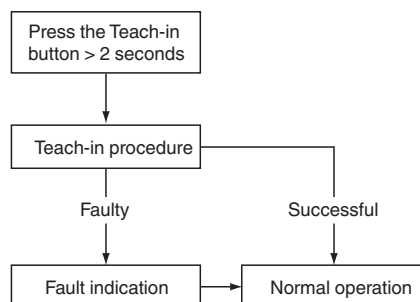 Press the Teach-in
button > 2 seconds
Teach-in procedure
Faulty
Successful
Fault indication
Normal operation